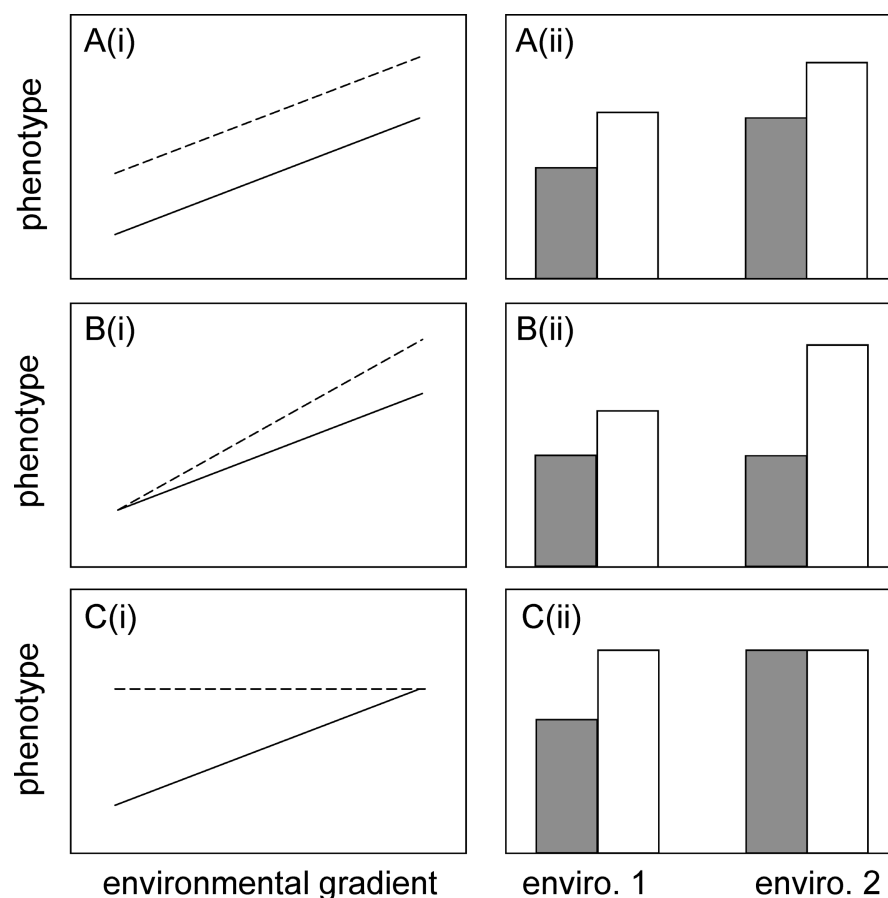 A(i)
A(ii)
phenotype
B(i)
B(ii)
phenotype
C(i)
C(ii)
phenotype
environmental gradient
enviro. 1
enviro. 2